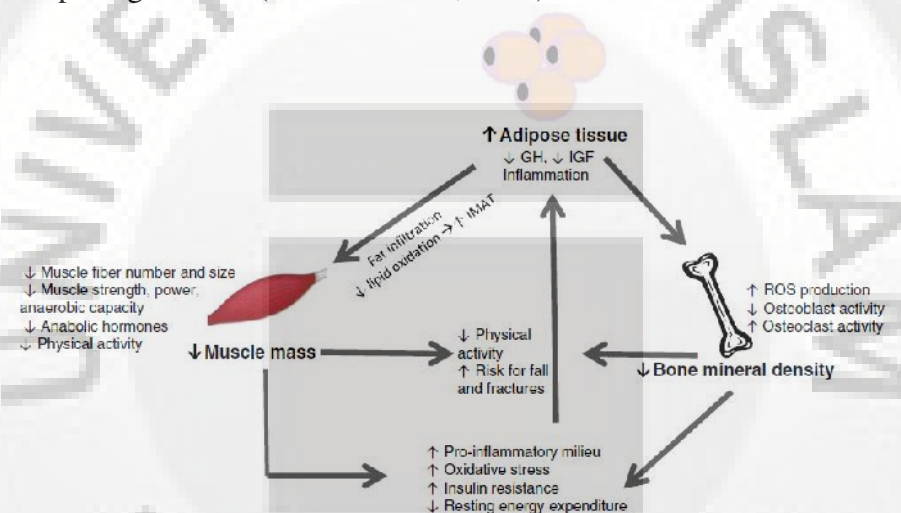 ↑ Adipose tissue
↓ GH, ↓ IGF
Inflammation
Fat infiltration
↓ lipid oxidation → ↑ IMAT
↓ Muscle fiber number and size
↓ Muscle strength, power,
anaerobic capacity
↓ Anabolic hormones
↓ Physical activity
↓ Muscle mass
↓ Physical
activity
↑ Risk for fall
and fractures
↑ ROS production
↓ Osteoblast activity
↑ Osteoclast activity
↓ Bone mineral density
↑ Pro-inflammatory milieu
↑ Oxidative stress
↑ Insulin resistance
↓ Resting energy expenditure
ISLAM